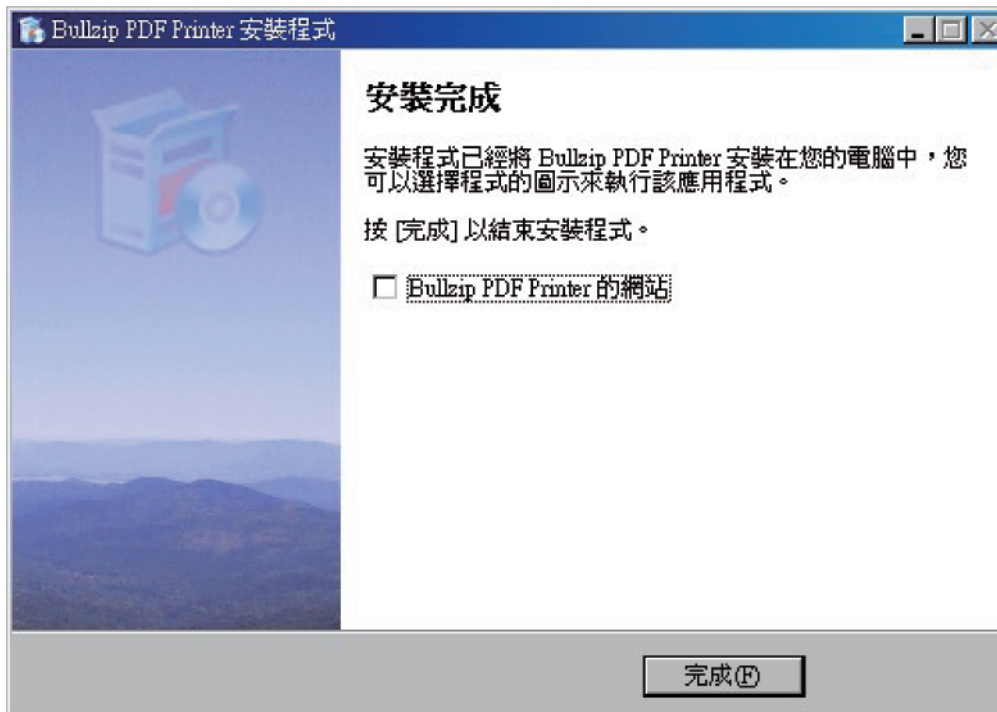 Bullzip PDF Printer 安裝程式
安裝完成
安裝程式已經將 Bullzip PDF Printer 安裝在您的電腦中，您
可以選擇程式的圖示來執行該應用程式。
按 [完成] 以結束安裝程式。
Bullzip PDF Printer 的網站
完成(F)